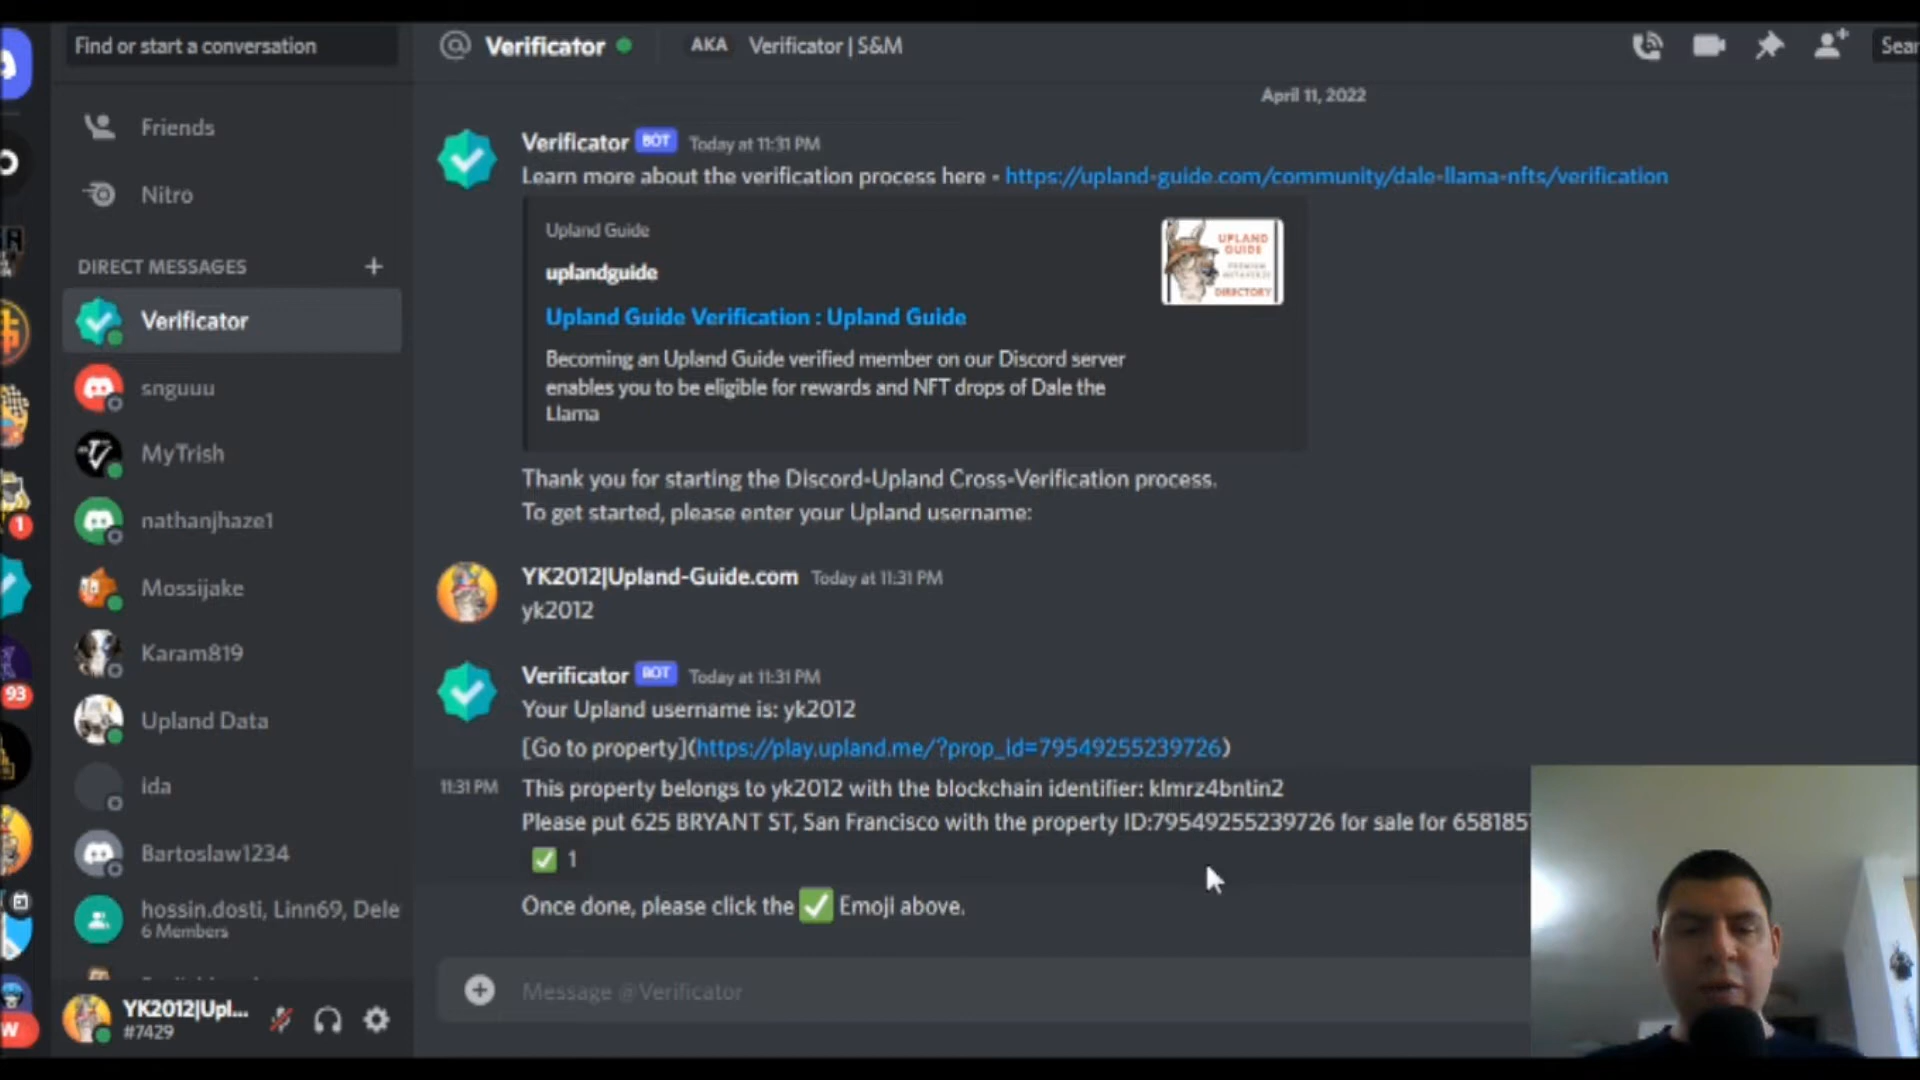 Find or start a conversation
Verificator
AKA
Verificator | S&M
Friends
Nitro
DIRECT MESSAGES
Verificator
snguuu
MyTrish
nathanjhaze1
Mossijake
Karam819
Upland Data
ida
Bartoslaw1234
hossin.dosti, Linn69, Dele
6 Members
YK2012|Upl...
#7429
1
93
W
April 11, 2022
Verificator BOT Today at 11:31 PM
Learn more about the verification process here - https://upland-guide.com/community/dale-llama-nfts/verification
Upland Guide
uplandguide
Upland Guide Verification : Upland Guide
Becoming an Upland Guide verified member on our Discord server
enables you to be eligible for rewards and NFT drops of Dale the
Llama
UPLAND
GUIDE
PREMIUM
METAVERSE
DIRECTORY
Thank you for starting the Discord-Upland Cross-Verification process.
To get started, please enter your Upland username:
YK2012|Upland-Guide.com Today at 11:31 PM
yk2012
Verificator BOT Today at 11:31 PM
Your Upland username is: yk2012
[Go to property](https://play.upland.me/?prop_id=79549255239726)
11:31 PM This property belongs to yk2012 with the blockchain identifier: klmrz4bntin2
Please put 625 BRYANT ST, San Francisco with the property ID:79549255239726 for sale for 658185
✅ 1
Once done, please click the ✅ Emoji above.
Message @Verificator